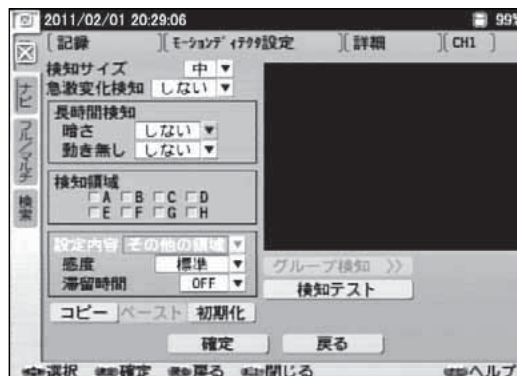 2011/02/01 20:29:06 99%
[ 記録 ][ ﾓｰｼｮﾝﾃﾞｨﾃｸﾀ設定 ][ 詳細 ][ CH1 ]
ナビ
フル/マルチ
検索
検知サイズ 中 ▼
急激変化検知 しない ▼
長時間検知
暗さ しない ▼
動き無し しない ▼
検知領域
A B C D
E F G H
設定内容 その他の領域 ▼
感度 標準 ▼
滞留時間 OFF ▼
グループ検知 >>
検知テスト
コピー ペースト 初期化
確定 戻る
選択 確定 戻る 閉じる ヘルプ